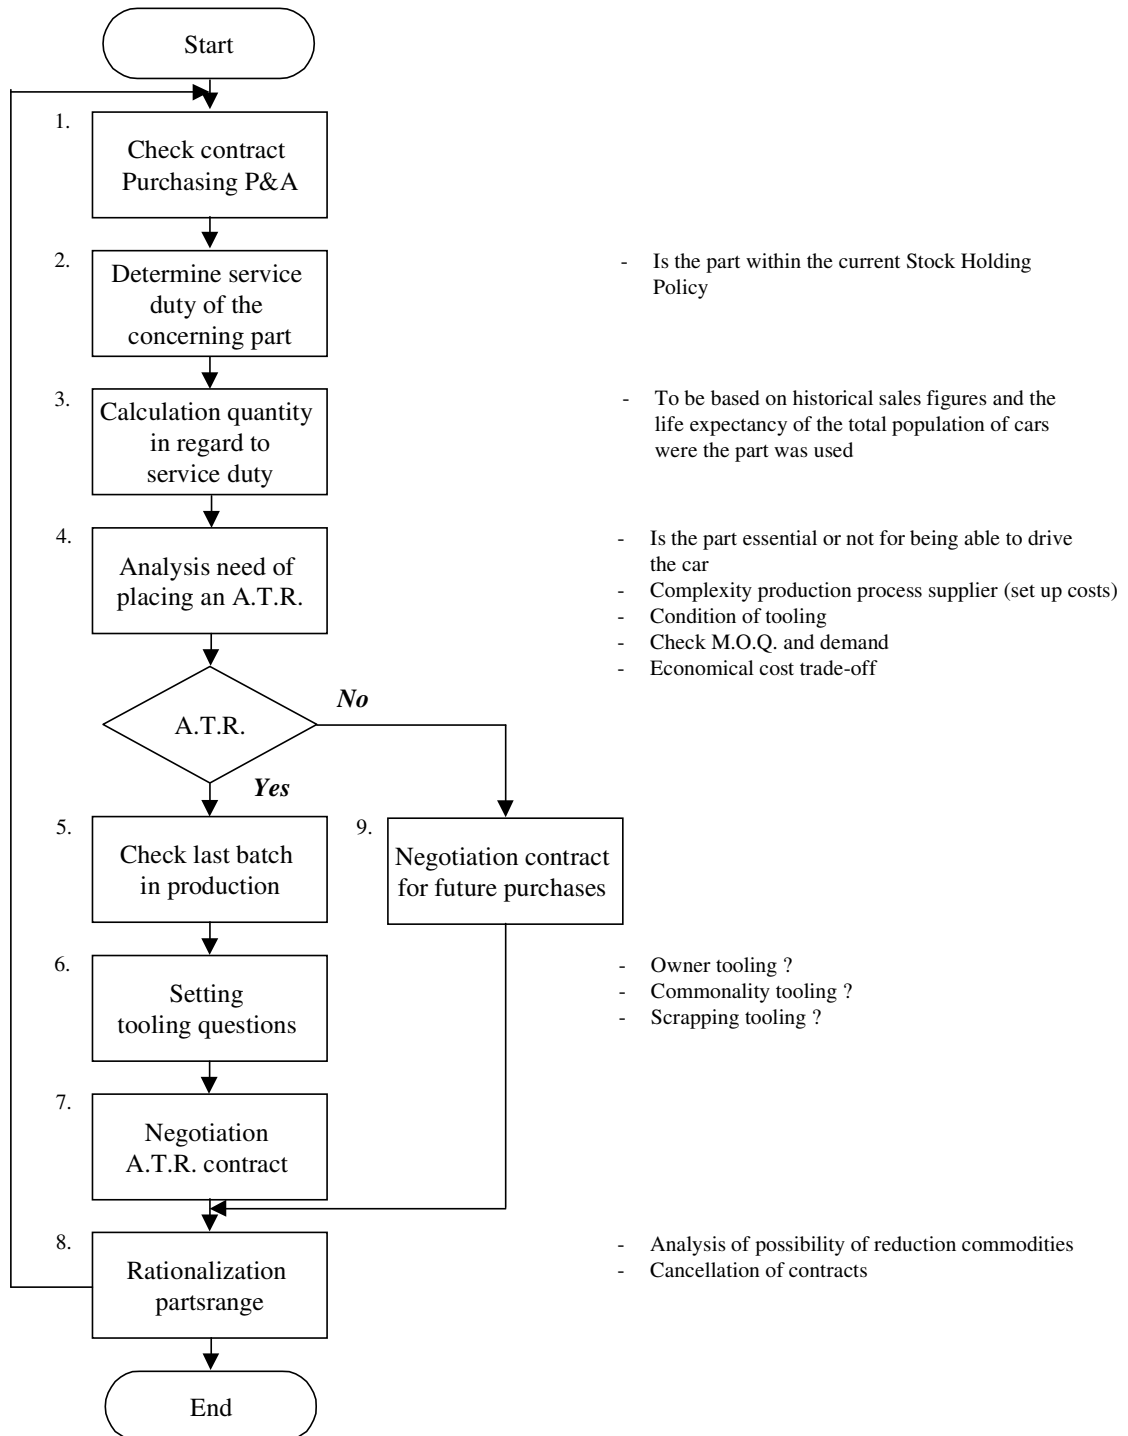 Start
1.
Check contract
Purchasing P&A
2.
Determine service
duty of the
concerning part
- Is the part within the current Stock Holding
Policy
3.
Calculation quantity
in regard to
service duty
- To be based on historical sales figures and the
life expectancy of the total population of cars
were the part was used
4.
Analysis need of
placing an A.T.R.
- Is the part essential or not for being able to drive
the car
- Complexity production process supplier (set up costs)
- Condition of tooling
- Check M.O.Q. and demand
- Economical cost trade-off
A.T.R.
No
Yes
5.
Check last batch
in production
9.
Negotiation contract
for future purchases
6.
Setting
tooling questions
- Owner tooling ?
- Commonality tooling ?
- Scrapping tooling ?
7.
Negotiation
A.T.R. contract
8.
Rationalization
partsrange
- Analysis of possibility of reduction commodities
- Cancellation of contracts
End